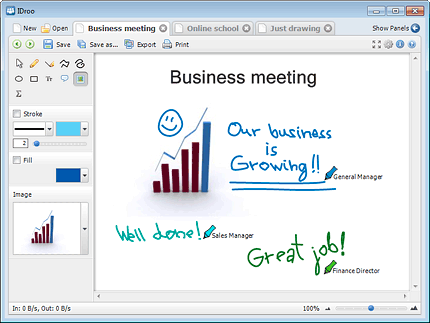 IDroo
New Open Business meeting Online school Just drawing Show Panels
Save Save as... Export Print
Business meeting
Tr
Σ
Stroke
2
Fill
Image
Our business
is
Growing!!
General Manager
Well done!
Sales Manager
Great job!
Finance Director
In: 0 B/s, Out: 0 B/s 100%